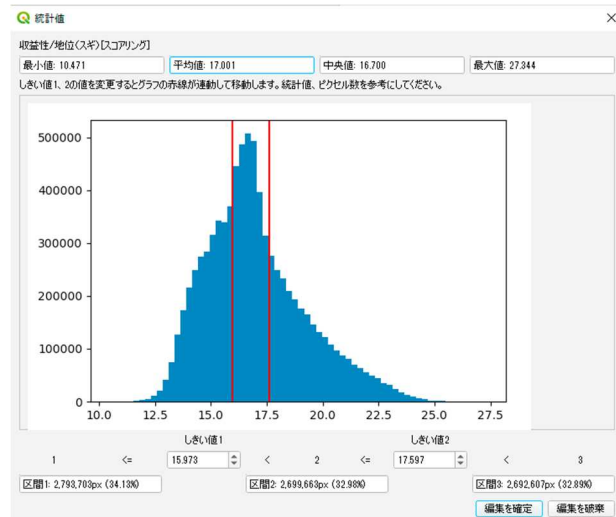 統計値
収益性/地位(スギ)[スコアリング]
最小値: 10.471 平均値: 17.001 中央値: 16.700 最大値: 27.344
しきい値1、2の値を変更するとグラフの赤線が連動して移動します。統計値、ピクセル数を参考にしてください。
500000
400000
300000
200000
100000
0
10.0 12.5 15.0 17.5 20.0 22.5 25.0 27.5
しきい値1 しきい値2
1 <= 15.973 < 2 <= 17.597 < 3
区間1: 2,793,703px (34.13%) 区間2: 2,699,663px (32.98%) 区間3: 2,692,607px (32.89%)
編集を確定 編集を破棄